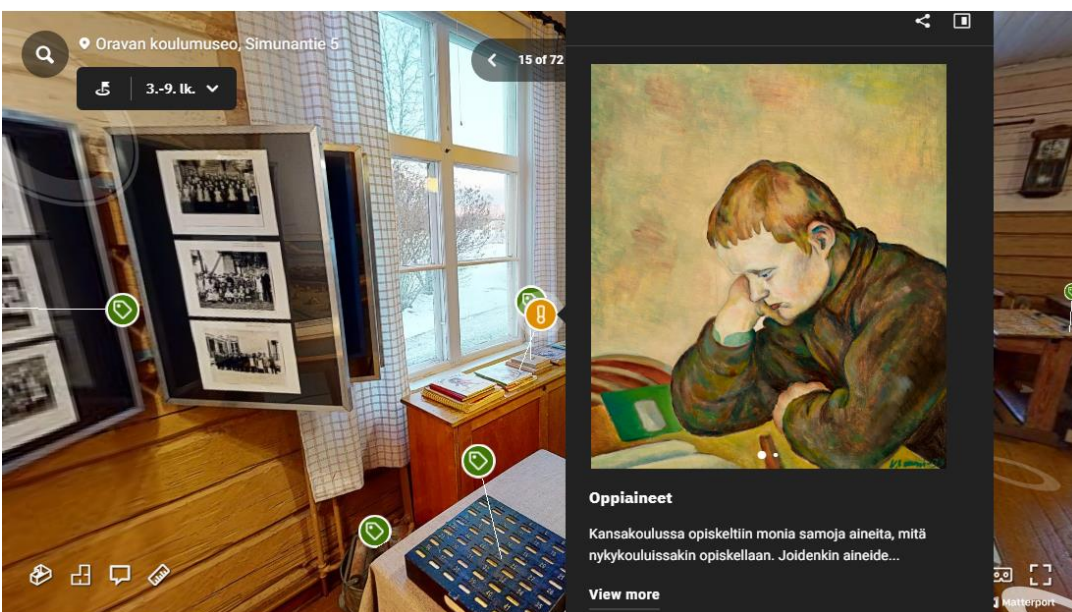 Oravan koulumuseo, Simunantie 5
15 of 72
3.-9. lk.
Oppiaineet
Kansakoulussa opiskeltiin monia samoja aineita, mitä
nykykouluissakin opiskellaan. Joidenkin aineide...
View more
Matterport